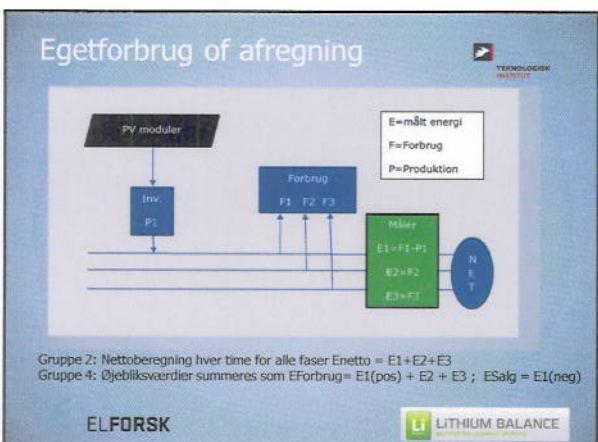 Egetforbrug of afregning
TEKNOLOGISK
INSTITUT
PV moduler
E=målt energi
F=Forbrug
P=Produktion
Forbrug
F1 F2 F3
Inv.
P1
Måler
E1=F1-P1
E2=F2
E3=F3
NET
Gruppe 2: Nettoberegning hver time for alle faser Enetto = E1+E2+E3
Gruppe 4: Øjebliksværdier summeres som EForbrug= E1(pos) + E2 + E3 ; ESalg = E1(neg)
ELFORSK
Li LiTHIUM BALANCE